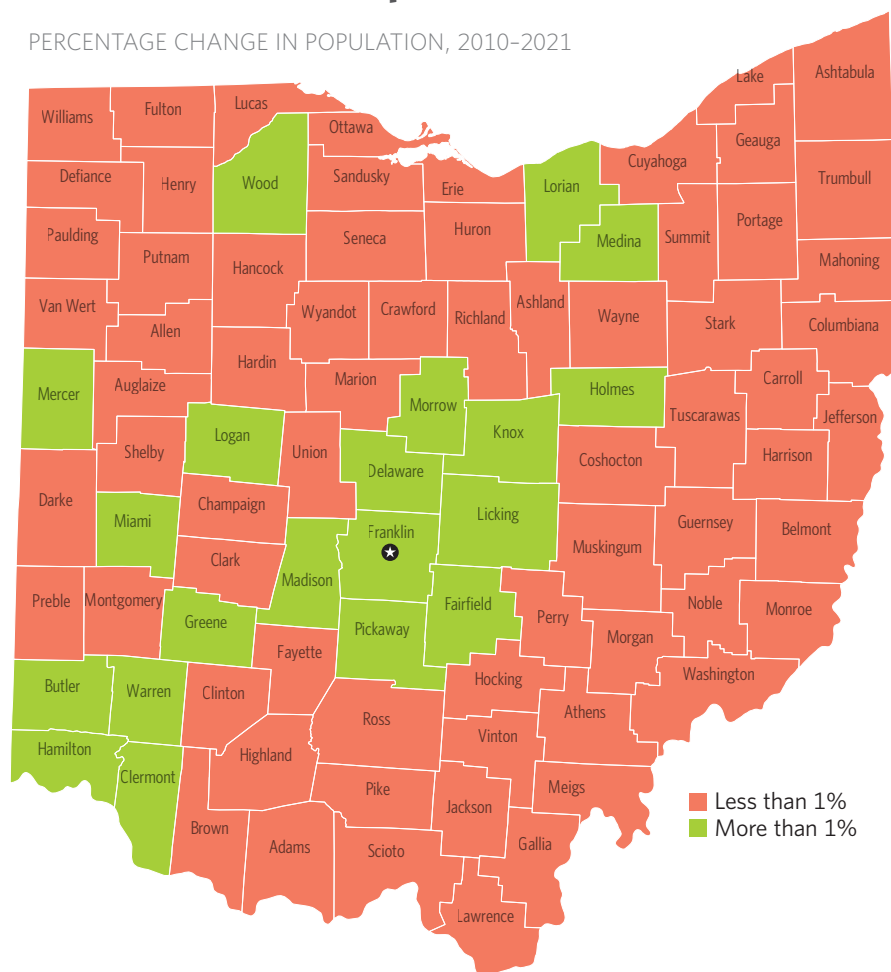 PERCENTAGE CHANGE IN POPULATION, 2010–2021
Lake
Ashtabula
Williams
Fulton
Lucas
Ottawa
Geauga
Cuyahoga
Defiance
Henry
Wood
Sandusky
Erie
Lorian
Trumbull
Paulding
Putnam
Hancock
Seneca
Huron
Medina
Summit
Portage
Mahoning
Van Wert
Allen
Wyandot
Crawford
Richland
Ashland
Wayne
Stark
Columbiana
Mercer
Auglaize
Hardin
Marion
Morrow
Holmes
Carroll
Tuscarawas
Jefferson
Shelby
Logan
Union
Knox
Coshocton
Harrison
Delaware
Darke
Miami
Champaign
Licking
Franklin
Muskingum
Guernsey
Belmont
Clark
Madison
Preble
Montgomery
Greene
Pickaway
Fairfield
Perry
Morgan
Noble
Monroe
Fayette
Butler
Warren
Clinton
Hocking
Washington
Ross
Athens
Vinton
Hamilton
Clermont
Highland
Pike
Jackson
Meigs
Brown
Adams
Scioto
Gallia
Lawrence
Less than 1%
More than 1%